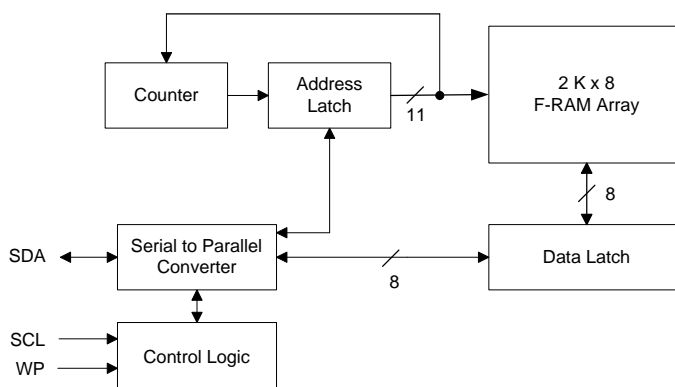 Counter
Address
Latch
11
2 K x 8
F-RAM Array
8
SDA
Serial to Parallel
Converter
8
Data Latch
SCL
WP
Control Logic